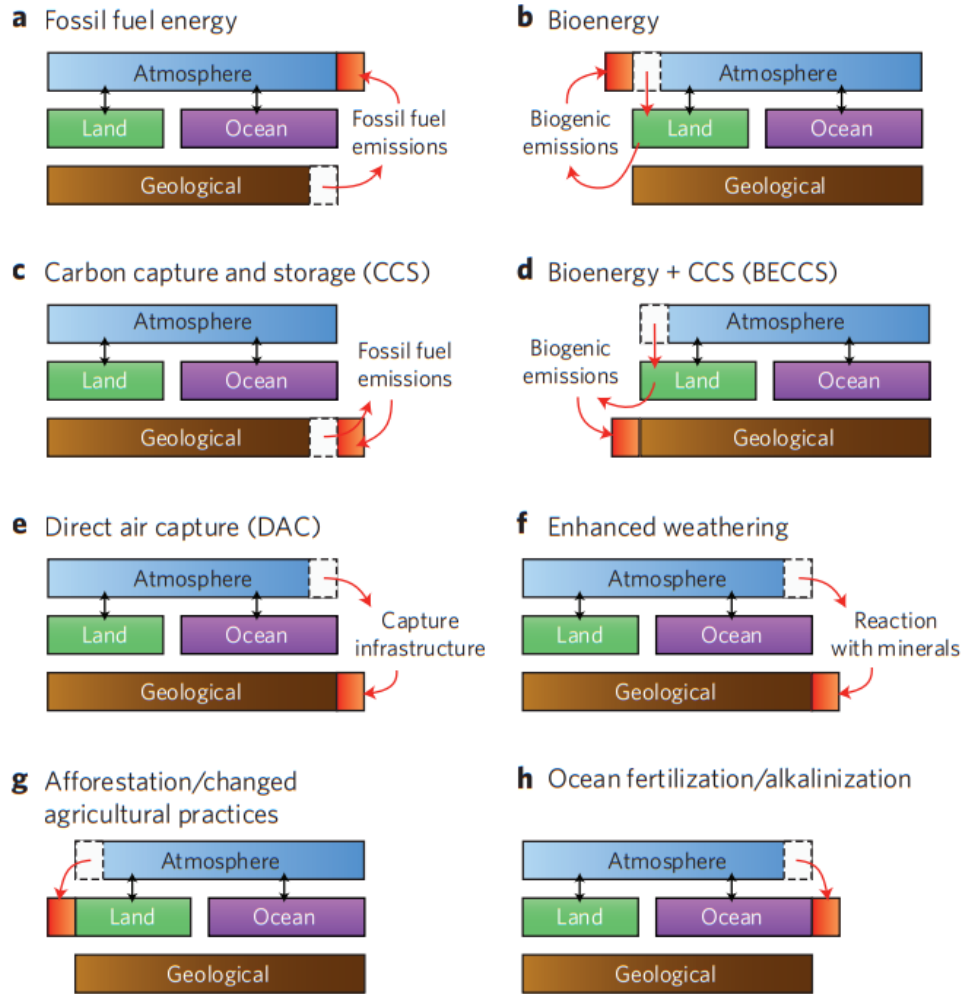 a Fossil fuel energy
Atmosphere
Land
Ocean
Fossil fuel
emissions
Geological
b Bioenergy
Atmosphere
Biogenic
emissions
Land
Ocean
Geological
c Carbon capture and storage (CCS)
Atmosphere
Land
Ocean
Fossil fuel
emissions
Geological
d Bioenergy + CCS (BECCS)
Atmosphere
Biogenic
emissions
Land
Ocean
Geological
e Direct air capture (DAC)
Atmosphere
Land
Ocean
Capture
infrastructure
Geological
f Enhanced weathering
Atmosphere
Land
Ocean
Reaction
with minerals
Geological
g Afforestation/changed
agricultural practices
Atmosphere
Land
Ocean
Geological
h Ocean fertilization/alkalinization
Atmosphere
Land
Ocean
Geological